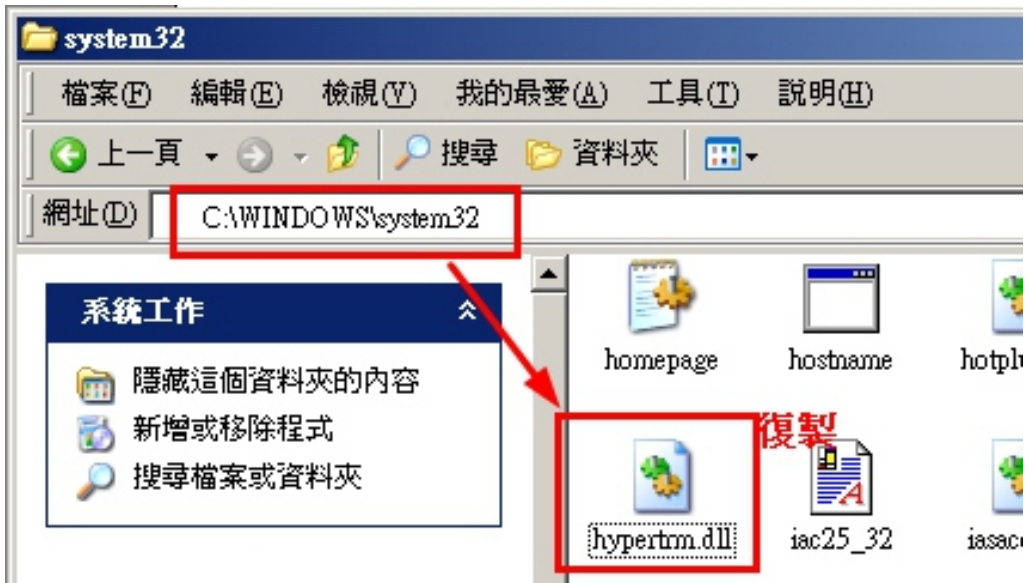 system32
檔案(F) 編輯(E) 檢視(V) 我的最愛(A) 工具(T) 說明(H)
上一頁 搜尋 資料夾
網址(D) C:\WINDOWS\system32
系統工作
隱藏這個資料夾的內容
新增或移除程式
搜尋檔案或資料夾
homepage hostname
複製
hypertrm.dll iac25_32